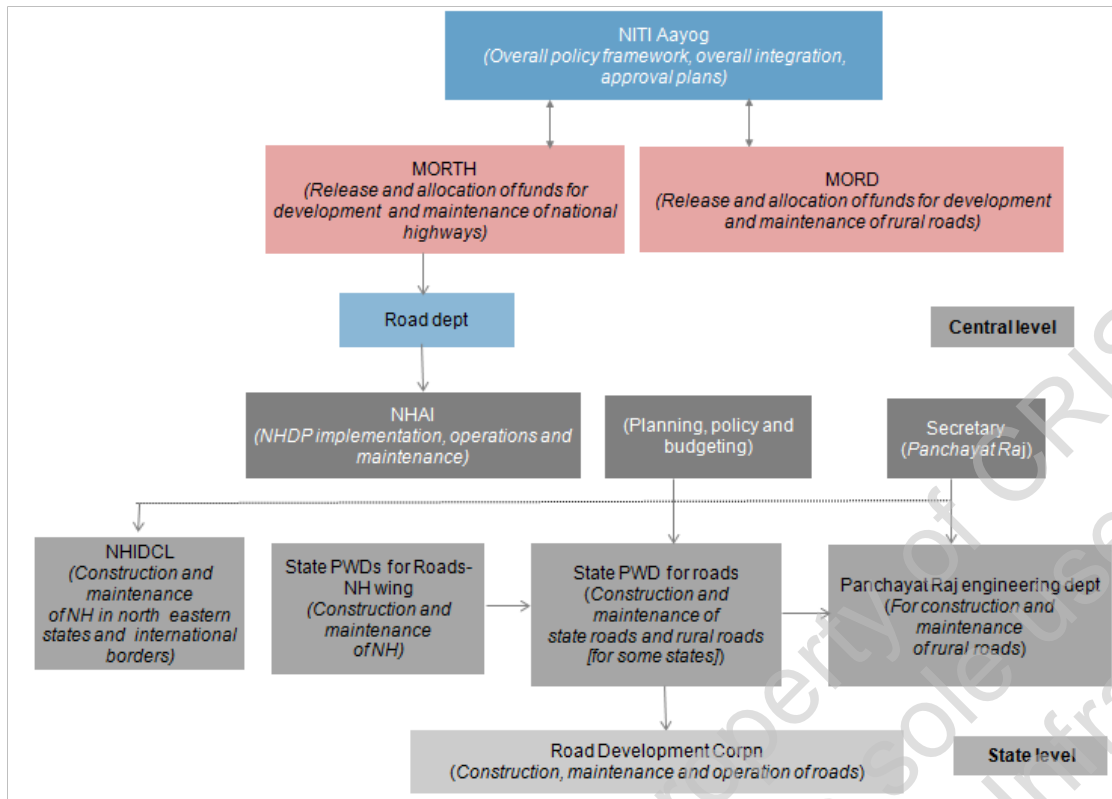 NITI Aayog
(Overall policy framework, overall integration,
approval plans)
MORTH
(Release and allocation of funds for
development and maintenance of national
highways)
MORD
(Release and allocation of funds for development
and maintenance of rural roads)
Road dept
Central level
NHAI
(NHDP implementation, operations and
maintenance)
(Planning, policy and
budgeting)
Secretary
(Panchayat Raj)
NHIDCL
(Construction and
maintenance
of NH in north eastern
states and international
borders)
State PWDs for Roads-
NH wing
(Construction and
maintenance
of NH)
State PWD for roads
(Construction and
maintenance of
state roads and rural roads
[for some states])
Panchayat Raj engineering dept
(For construction and
maintenance
of rural roads)
Road Development Corpn
(Construction, maintenance and operation of roads)
State level
property of CRIS
sole use
Infra